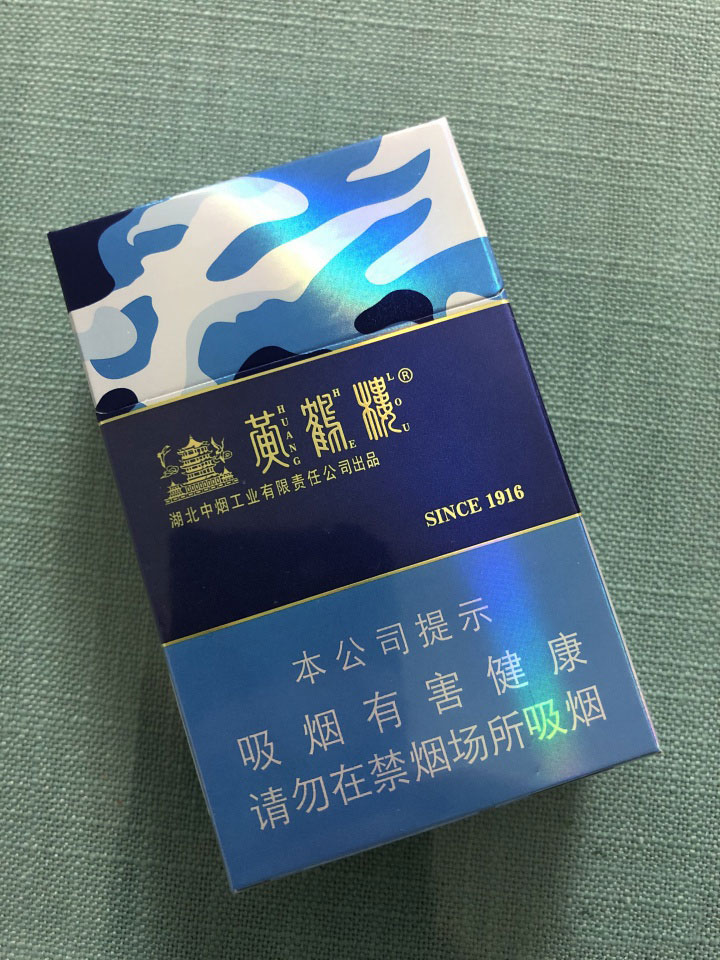 黄鹤楼®
HUANG HE LOU
湖北中烟工业有限责任公司出品
SINCE 1916
本公司提示
吸烟有害健康
请勿在禁烟场所吸烟